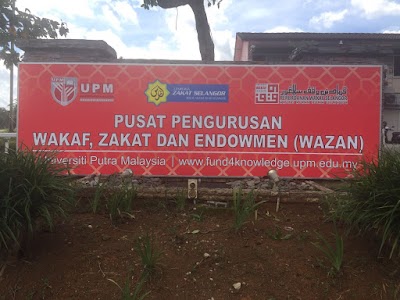 UPM
ZAKAT SELANGOR
PUSAT PENGURUSAN
WAKAF, ZAKAT DAN ENDOWMEN (WAZAN)
Universiti Putra Malaysia | www.fund4knowledge.upm.edu.my